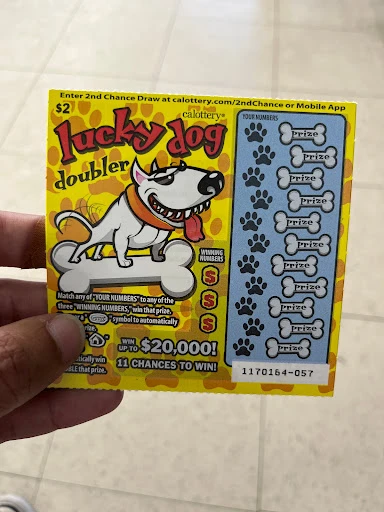 Enter 2nd Chance Draw at calottery.com/2ndChance or Mobile App
$2
calottery
lucky dog
doubler
YOUR NUMBERS
prize
prize
prize
prize
prize
prize
prize
prize
prize
prize
prize
WINNING
NUMBERS
$
$
$
Match any of "YOUR NUMBERS" to any of the
three "WINNING NUMBERS," win that prize.
symbol to automatically
prize.
WIN
UP TO $20,000!
11 CHANCES TO WIN!
that prize.
1170164-057